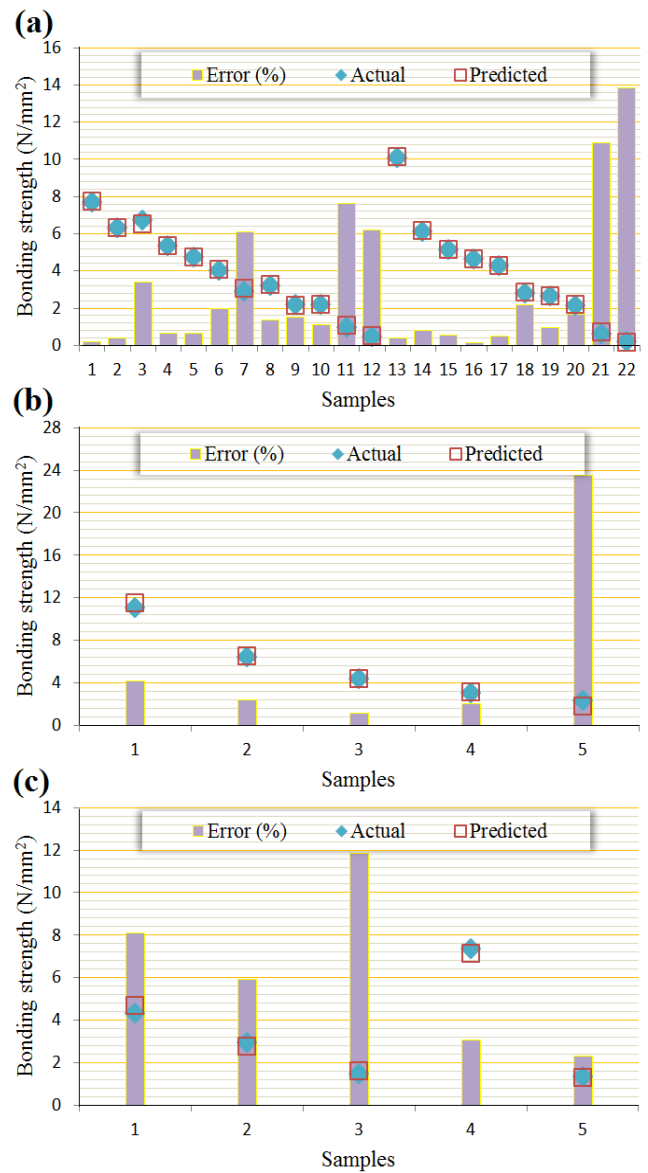 (a)
Bonding strength (N/mm²)
16
14
12
10
8
6
4
2
0
Error (%) Actual Predicted
1 2 3 4 5 6 7 8 9 10 11 12 13 14 15 16 17 18 19 20 21 22
Samples
(b)
Bonding strength (N/mm²)
28
24
20
16
12
8
4
0
Error (%) Actual Predicted
1 2 3 4 5
Samples
(c)
Bonding strength (N/mm²)
14
12
10
8
6
4
2
0
Error (%) Actual Predicted
1 2 3 4 5
Samples